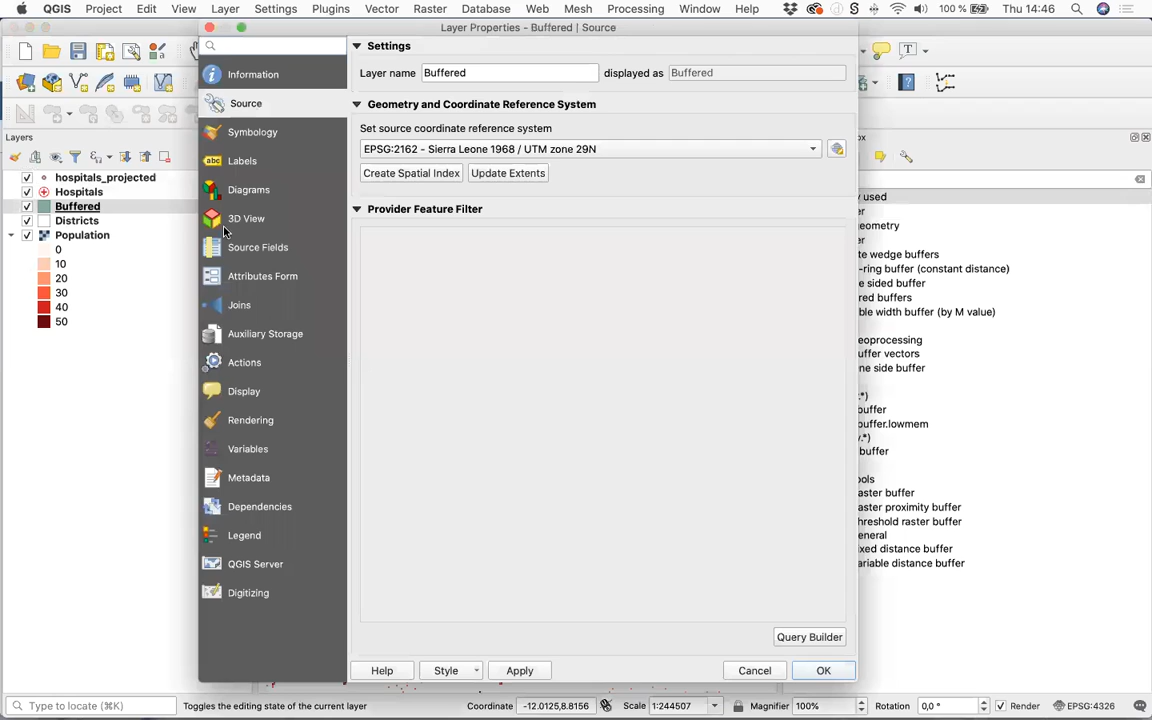 QGIS Project Edit View Layer Settings Plugins Vector Raster Database Web Mesh Processing Window Help 100 % Thu 14:46
Layer Properties - Buffered | Source
Information
Source
Symbology
Labels
Diagrams
3D View
Source Fields
Attributes Form
Joins
Auxiliary Storage
Actions
Display
Rendering
Variables
Metadata
Dependencies
Legend
QGIS Server
Digitizing
Settings
Layer name Buffered displayed as Buffered
Geometry and Coordinate Reference System
Set source coordinate reference system
EPSG:2162 - Sierra Leone 1968 / UTM zone 29N
Create Spatial Index Update Extents
Provider Feature Filter
Query Builder
Help Style Apply Cancel OK
Layers
hospitals_projected
Hospitals
Buffered
Districts
Population
0
10
20
30
40
50
ox
y used
er
eometry
er
te wedge buffers
-ring buffer (constant distance)
e sided buffer
red buffers
ble width buffer (by M value)
eoprocessing
uffer vectors
ne side buffer
.*)
buffer
buffer.lowmem
y.*)
buffer
ools
aster buffer
aster proximity buffer
hreshold raster buffer
eneral
ixed distance buffer
ariable distance buffer
Type to locate (⌘K) Toggles the editing state of the current layer Coordinate -12.0125,8.8156 Scale 1:244507 Magnifier 100% Rotation 0,0 ° Render EPSG:4326